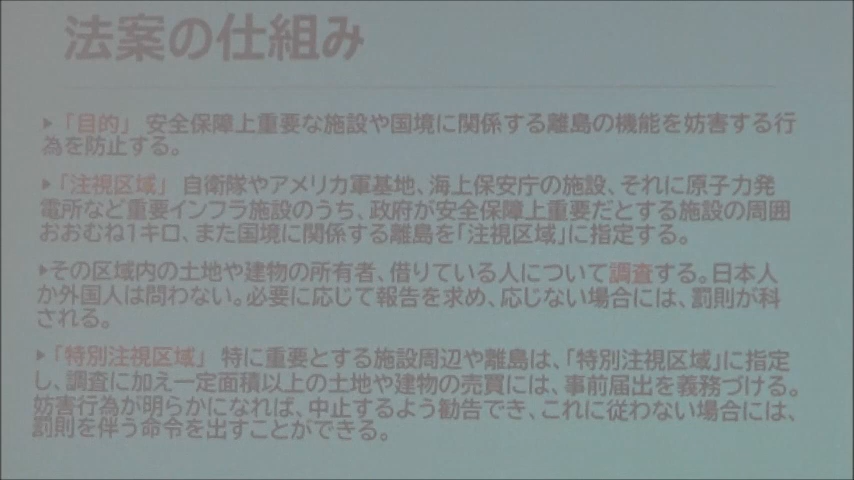 法案の仕組み
▶「目的」 安全保障上重要な施設や国境に関係する離島の機能を妨害する行
為を防止する。
▶「注視区域」 自衛隊やアメリカ軍基地、海上保安庁の施設、それに原子力発
電所など重要インフラ施設のうち、政府が安全保障上重要だとする施設の周囲
おおむね1キロ、また国境に関係する離島を「注視区域」に指定する。
▶その区域内の土地や建物の所有者、借りている人について調査する。日本人
か外国人は問わない。必要に応じて報告を求め、応じない場合には、罰則が科
される。
▶「特別注視区域」 特に重要とする施設周辺や離島は、「特別注視区域」に指定
し、調査に加え一定面積以上の土地や建物の売買には、事前届出を義務づける。
妨害行為が明らかになれば、中止するよう勧告でき、これに従わない場合には、
罰則を伴う命令を出すことができる。